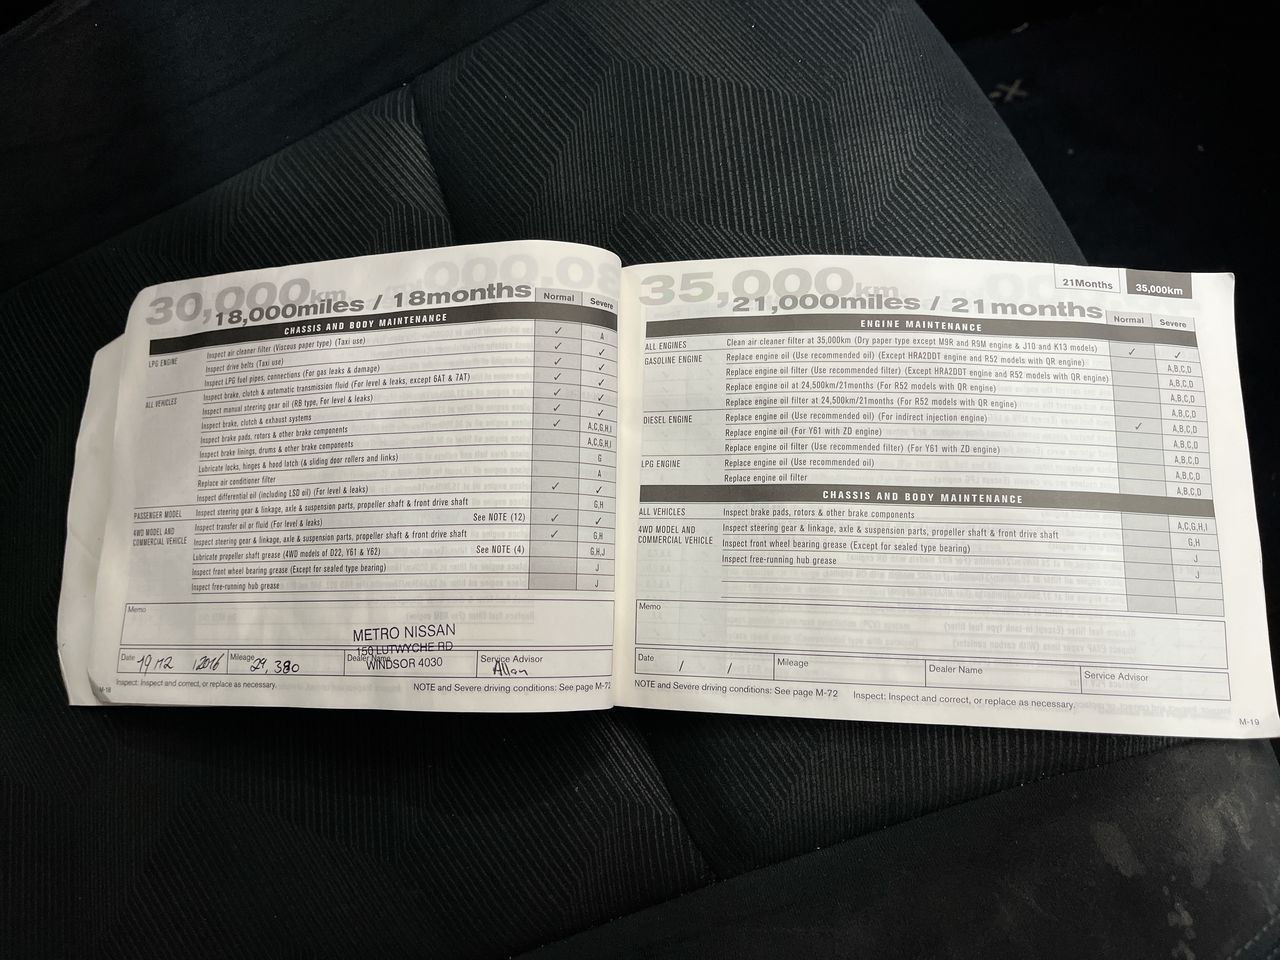 30,000km
18,000miles / 18months
Normal Severe
CHASSIS AND BODY MAINTENANCE
LPG ENGINE Inspect air cleaner filter (Viscous paper type) (Taxi use) ✓ A
Inspect drive belts (Taxi use) ✓ ✓
Inspect LPG fuel pipes, connections (For gas leaks & damage) ✓ ✓
ALL VEHICLES Inspect brake, clutch & automatic transmission fluid (For level & leaks, except 6AT & 7AT) ✓ ✓
Inspect manual steering gear oil (RB type, For level & leaks) ✓ ✓
Inspect brake, clutch & exhaust systems ✓ ✓
Inspect brake pads, rotors & other brake components ✓ A,C,G,H,I
Inspect brake linings, drums & other brake components A,C,G,H,I
Lubricate locks, hinges & hood latch (& sliding door rollers and links) G
Replace air conditioner filter A
Inspect differential oil (including LSD oil) (For level & leaks) ✓ ✓
PASSENGER MODEL Inspect steering gear & linkage, axle & suspension parts, propeller shaft & front drive shaft G,H
4WD MODEL AND COMMERCIAL VEHICLE Inspect transfer oil or fluid (For level & leaks) See NOTE (12) ✓ ✓
Inspect steering gear & linkage, axle & suspension parts, propeller shaft & front drive shaft ✓ G,H
Lubricate propeller shaft grease (4WD models of D22, Y61 & Y62) See NOTE (4) G,H,J
Inspect front wheel bearing grease (Except for sealed type bearing) J
Inspect free-running hub grease J
Memo
METRO NISSAN
150 LUTWYCHE RD
WINDSOR 4030
Date 19 M2 2016 Mileage 29,380 Dealer Name Service Advisor Allan
Inspect: Inspect and correct, or replace as necessary. NOTE and Severe driving conditions: See page M-72
M-18
35,000km
21,000miles / 21months
21Months 35,000km
Normal Severe
ENGINE MAINTENANCE
ALL ENGINES Clean air cleaner filter at 35,000km (Dry paper type except M9R and R9M engine & J10 and K13 models) ✓ ✓
GASOLINE ENGINE Replace engine oil (Use recommended oil) (Except HRA2DDT engine and R52 models with QR engine) A,B,C,D
Replace engine oil filter (Use recommended filter) (Except HRA2DDT engine and R52 models with QR engine) A,B,C,D
Replace engine oil at 24,500km/21months (For R52 models with QR engine) A,B,C,D
Replace engine oil filter at 24,500km/21months (For R52 models with QR engine) A,B,C,D
DIESEL ENGINE Replace engine oil (Use recommended oil) (For indirect injection engine) ✓ A,B,C,D
Replace engine oil (For Y61 with ZD engine) A,B,C,D
Replace engine oil filter (Use recommended filter) (For Y61 with ZD engine) A,B,C,D
LPG ENGINE Replace engine oil (Use recommended oil) A,B,C,D
Replace engine oil filter A,B,C,D
CHASSIS AND BODY MAINTENANCE
ALL VEHICLES Inspect brake pads, rotors & other brake components A,C,G,H,I
4WD MODEL AND COMMERCIAL VEHICLE Inspect steering gear & linkage, axle & suspension parts, propeller shaft & front drive shaft G,H
Inspect front wheel bearing grease (Except for sealed type bearing) J
Inspect free-running hub grease J
Memo
Date / / Mileage Dealer Name Service Advisor
NOTE and Severe driving conditions: See page M-72 Inspect: Inspect and correct, or replace as necessary.
M-19